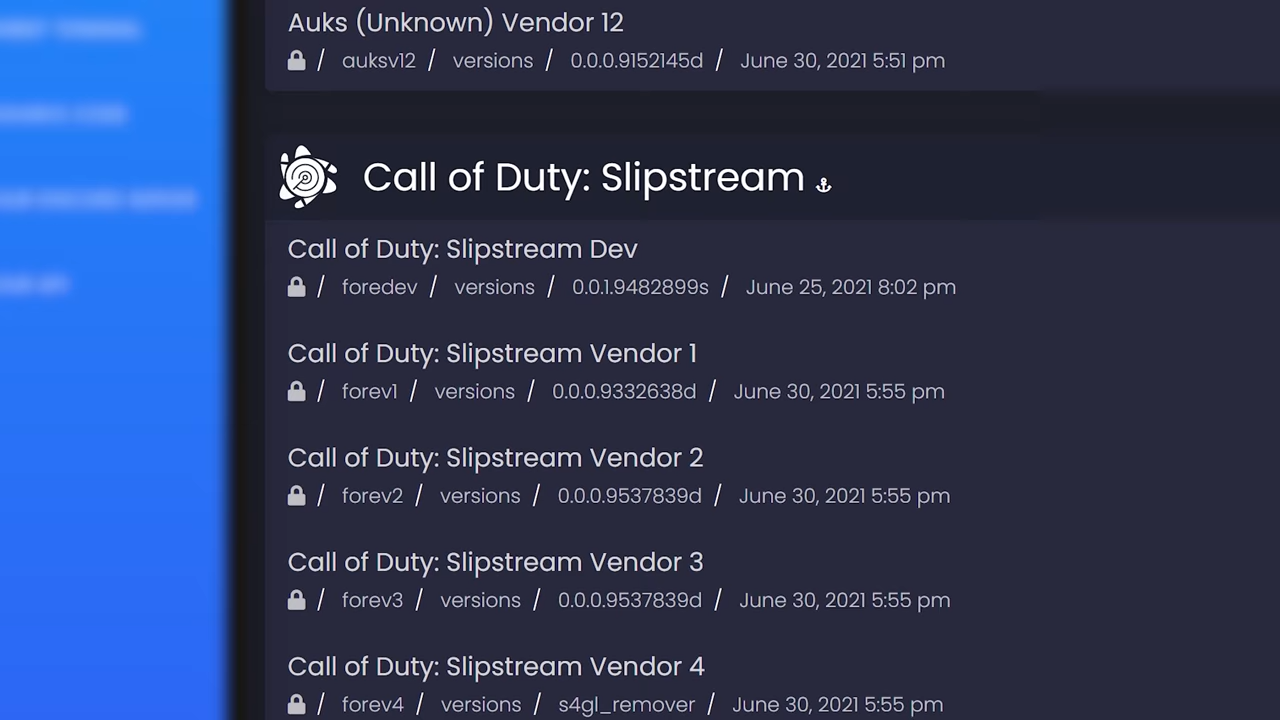 Auks (Unknown) Vendor 12
/ auksv12 / versions / 0.0.0.9152145d / June 30, 2021 5:51 pm
Call of Duty: Slipstream
Call of Duty: Slipstream Dev
/ foredev / versions / 0.0.1.9482899s / June 25, 2021 8:02 pm
Call of Duty: Slipstream Vendor 1
/ forev1 / versions / 0.0.0.9332638d / June 30, 2021 5:55 pm
Call of Duty: Slipstream Vendor 2
/ forev2 / versions / 0.0.0.9537839d / June 30, 2021 5:55 pm
Call of Duty: Slipstream Vendor 3
/ forev3 / versions / 0.0.0.9537839d / June 30, 2021 5:55 pm
Call of Duty: Slipstream Vendor 4
/ forev4 / versions / s4gl_remover / June 30, 2021 5:55 pm